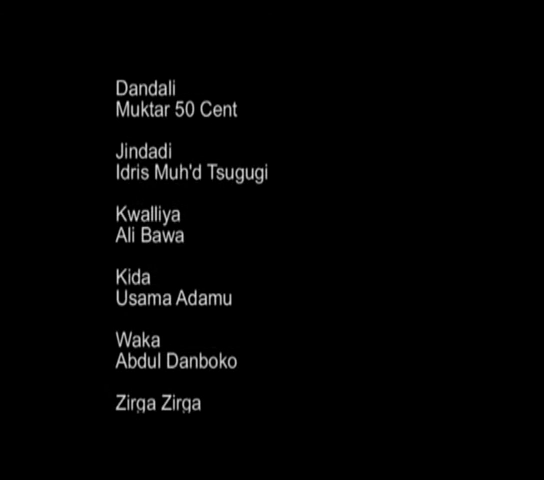 Dandali
Muktar 50 Cent
Jindadi
Idris Muh'd Tsugugi
Kwalliya
Ali Bawa
Kida
Usama Adamu
Waka
Abdul Danboko
Zirga Zirga